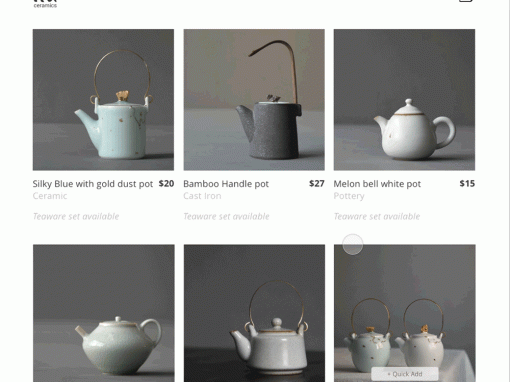 ceramics
Silky Blue with gold dust pot $20
Ceramic
Teaware set available
Bamboo Handle pot $27
Cast Iron
Teaware set available
Melon bell white pot $15
Pottery
Teaware set available
+ Quick Add